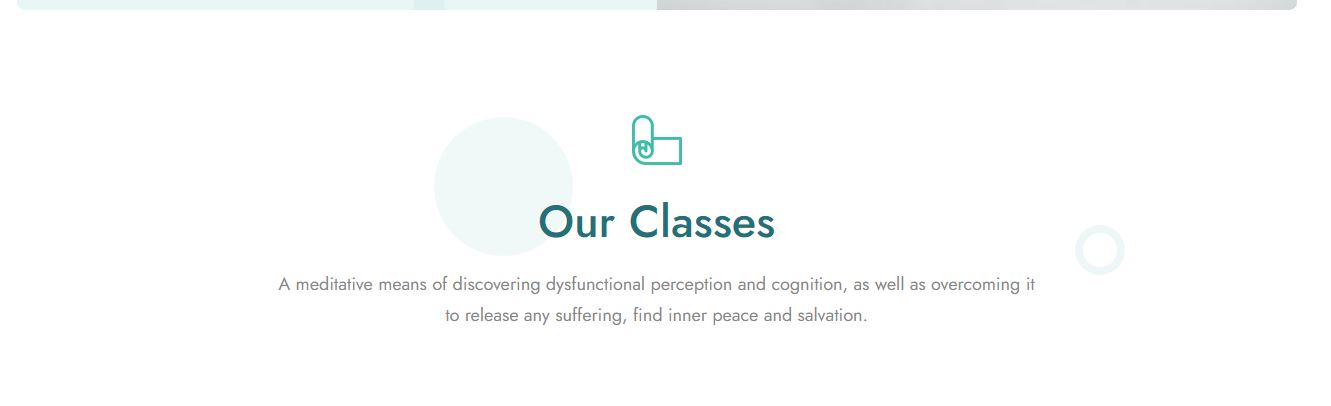 Our Classes
A meditative means of discovering dysfunctional perception and cognition, as well as overcoming it
to release any suffering, find inner peace and salvation.